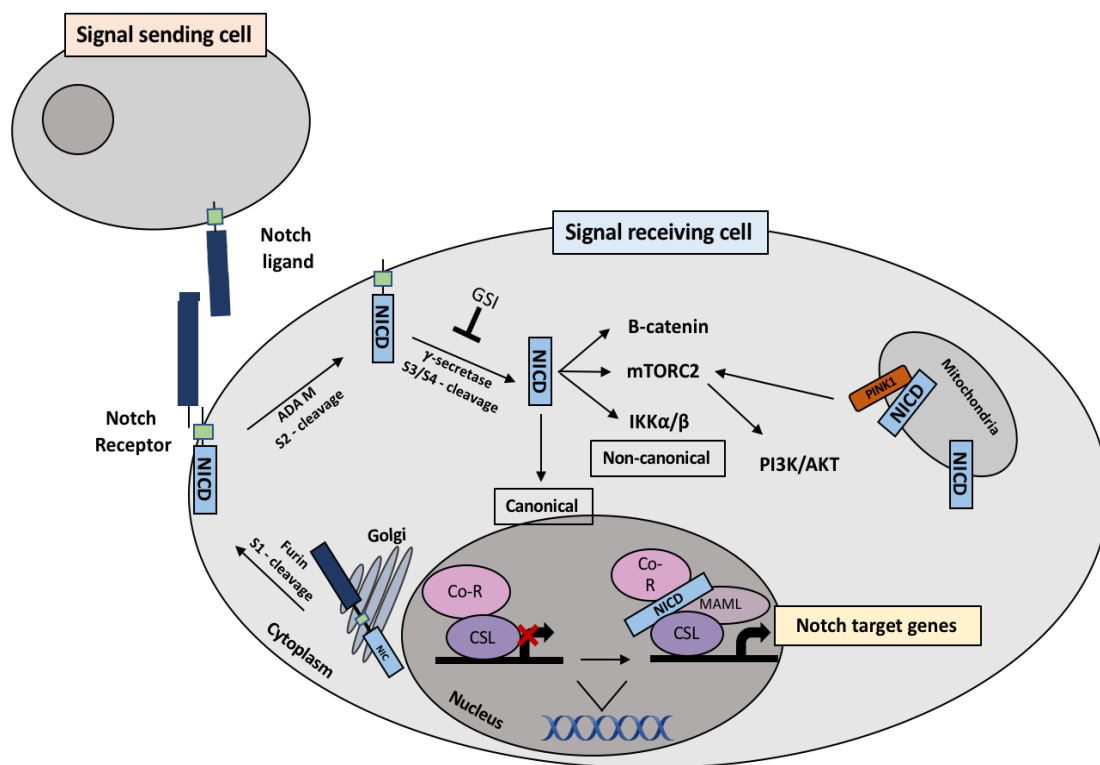 Signal sending cell
Notch
ligand
Signal receiving cell
NICD
GSI
γ-secretase
S3/S4 - cleavage
NICD
B-catenin
mTORC2
IKKα/β
Non-canonical
PI3K/AKT
PINK1
NICD
Mitochondria
NICD
ADA M
S2 - cleavage
Notch
Receptor
NICD
Canonical
Golgi
Furin
S1 - cleavage
NIC
Cytoplasm
Nucleus
Co-R
CSL
Co-
R
NICD
MAML
CSL
Notch target genes